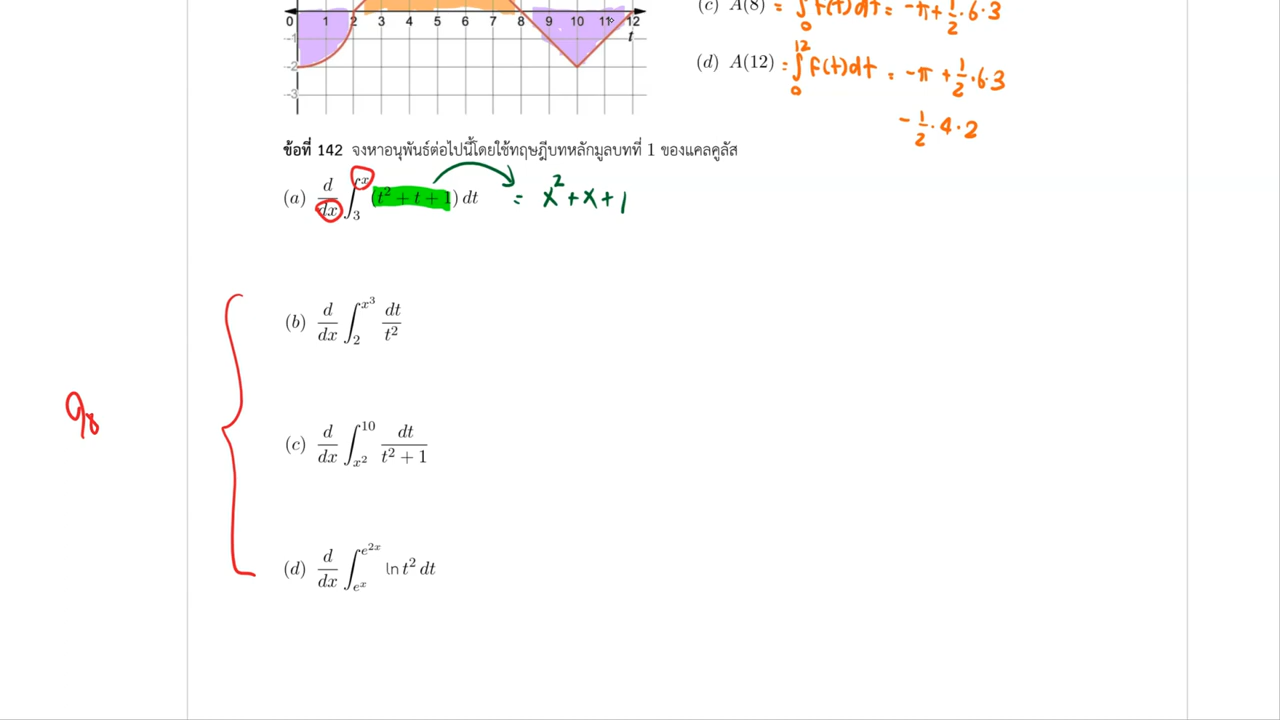 0 1 2 3 4 5 6 7 8 9 10 11 12
t
-1
-2
-3
(c) A(8) = ∫₀ f(t)dt = -π + 1/2 · 6 · 3
(d) A(12) = ∫₀¹² f(t)dt = -π + 1/2 · 6 · 3
- 1/2 · 4 · 2
ข้อที่ 142 จงหาอนุพันธ์ต่อไปนี้โดยใช้ทฤษฎีบทหลักมูลบทที่ 1 ของแคลคูลัส
(a) d/dx ∫₃ˣ (t² + t + 1) dt = x² + x + 1
(b) d/dx ∫₂^{x³} dt/t²
(c) d/dx ∫_{x²}^{10} dt/(t² + 1)
(d) d/dx ∫_{eˣ}^{e^{2x}} ln t² dt